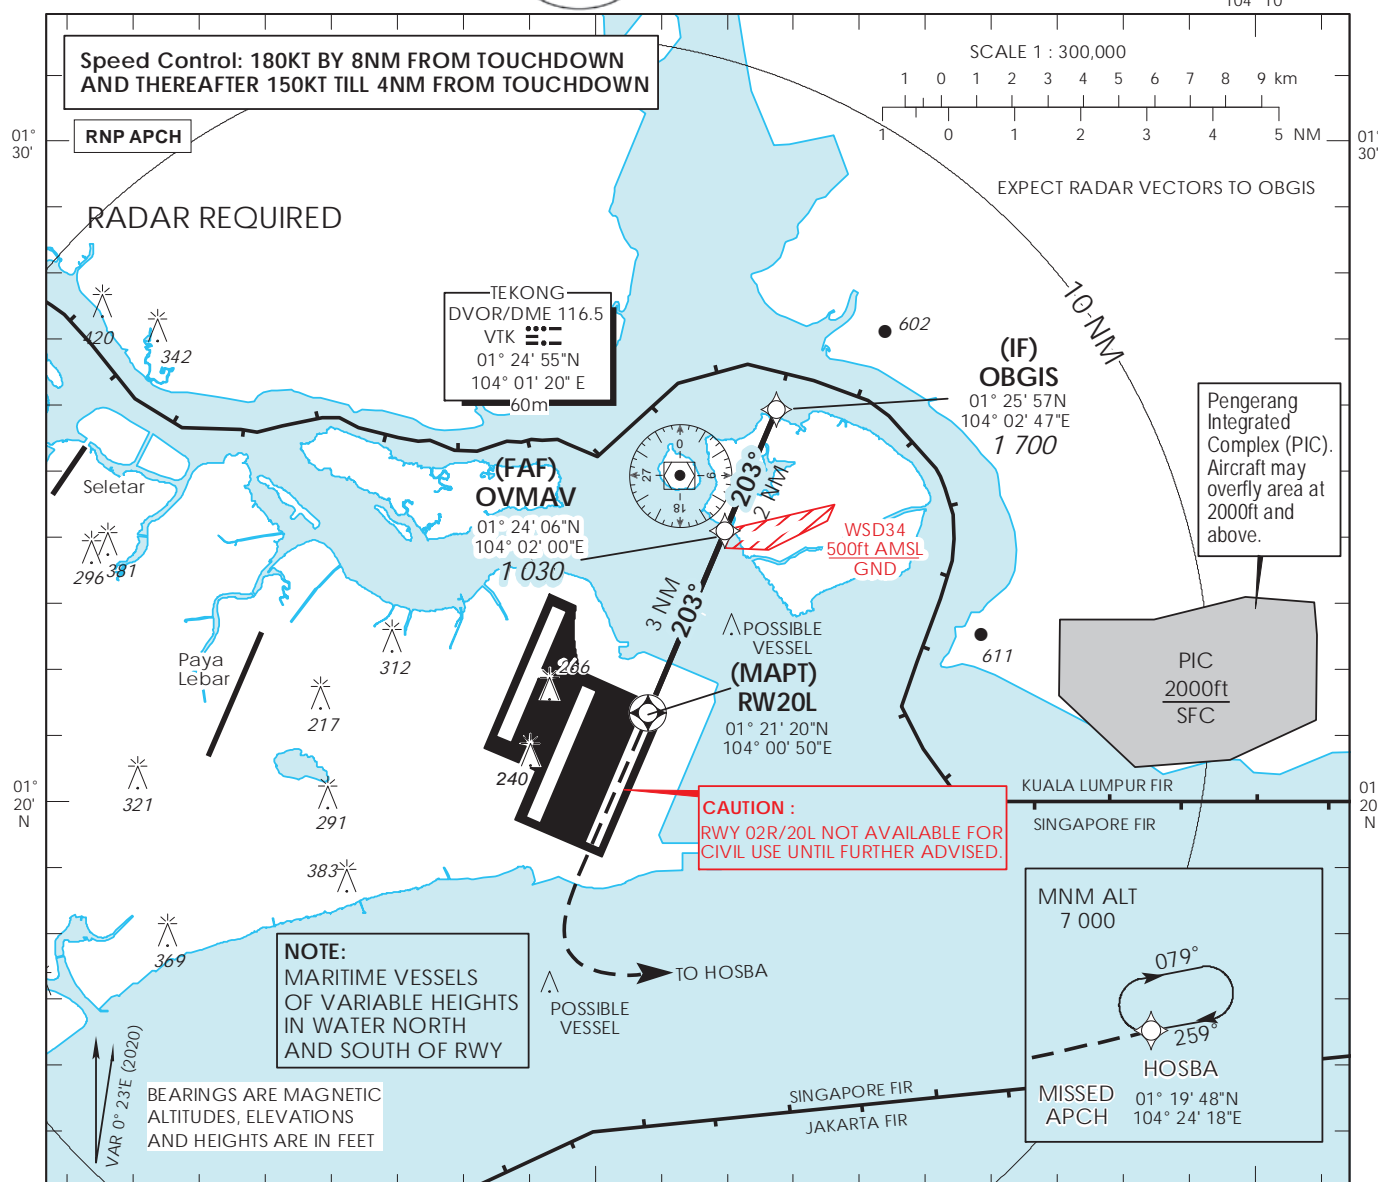 104° 10'
Speed Control: 180KT BY 8NM FROM TOUCHDOWN
AND THEREAFTER 150KT TILL 4NM FROM TOUCHDOWN
SCALE 1 : 300,000
1 0 1 2 3 4 5 6 7 8 9 km
1 0 1 2 3 4 5 NM
RNP APCH
01°
30'
01°
30'
EXPECT RADAR VECTORS TO OBGIS
RADAR REQUIRED
10 NM
TEKONG
DVOR/DME 116.5
VTK
01° 24' 55"N
104° 01' 20" E
60m
420
342
602
(IF)
OBGIS
01° 25' 57N
104° 02' 47"E
1 700
Pengerang
Integrated
Complex (PIC).
Aircraft may
overfly area at
2000ft and
above.
Seletar
(FAF)
OVMAV
01° 24' 06"N
104° 02' 00"E
1 030
0
9
18
27
203°
2 NM
WSD34
500ft AMSL
GND
296
381
3 NM
203°
POSSIBLE
VESSEL
312
266
Paya
Lebar
217
(MAPT)
RW20L
01° 21' 20"N
104° 00' 50"E
611
PIC
2000ft
SFC
240
321
291
01°
20'
N
01
20
N
KUALA LUMPUR FIR
SINGAPORE FIR
CAUTION :
RWY 02R/20L NOT AVAILABLE FOR
CIVIL USE UNTIL FURTHER ADVISED.
383
369
NOTE:
MARITIME VESSELS
OF VARIABLE HEIGHTS
IN WATER NORTH
AND SOUTH OF RWY
TO HOSBA
POSSIBLE
VESSEL
MNM ALT
7 000
079°
259°
HOSBA
01° 19' 48"N
104° 24' 18"E
MISSED
APCH
VAR 0° 23'E (2020)
BEARINGS ARE MAGNETIC
ALTITUDES, ELEVATIONS
AND HEIGHTS ARE IN FEET
SINGAPORE FIR
JAKARTA FIR